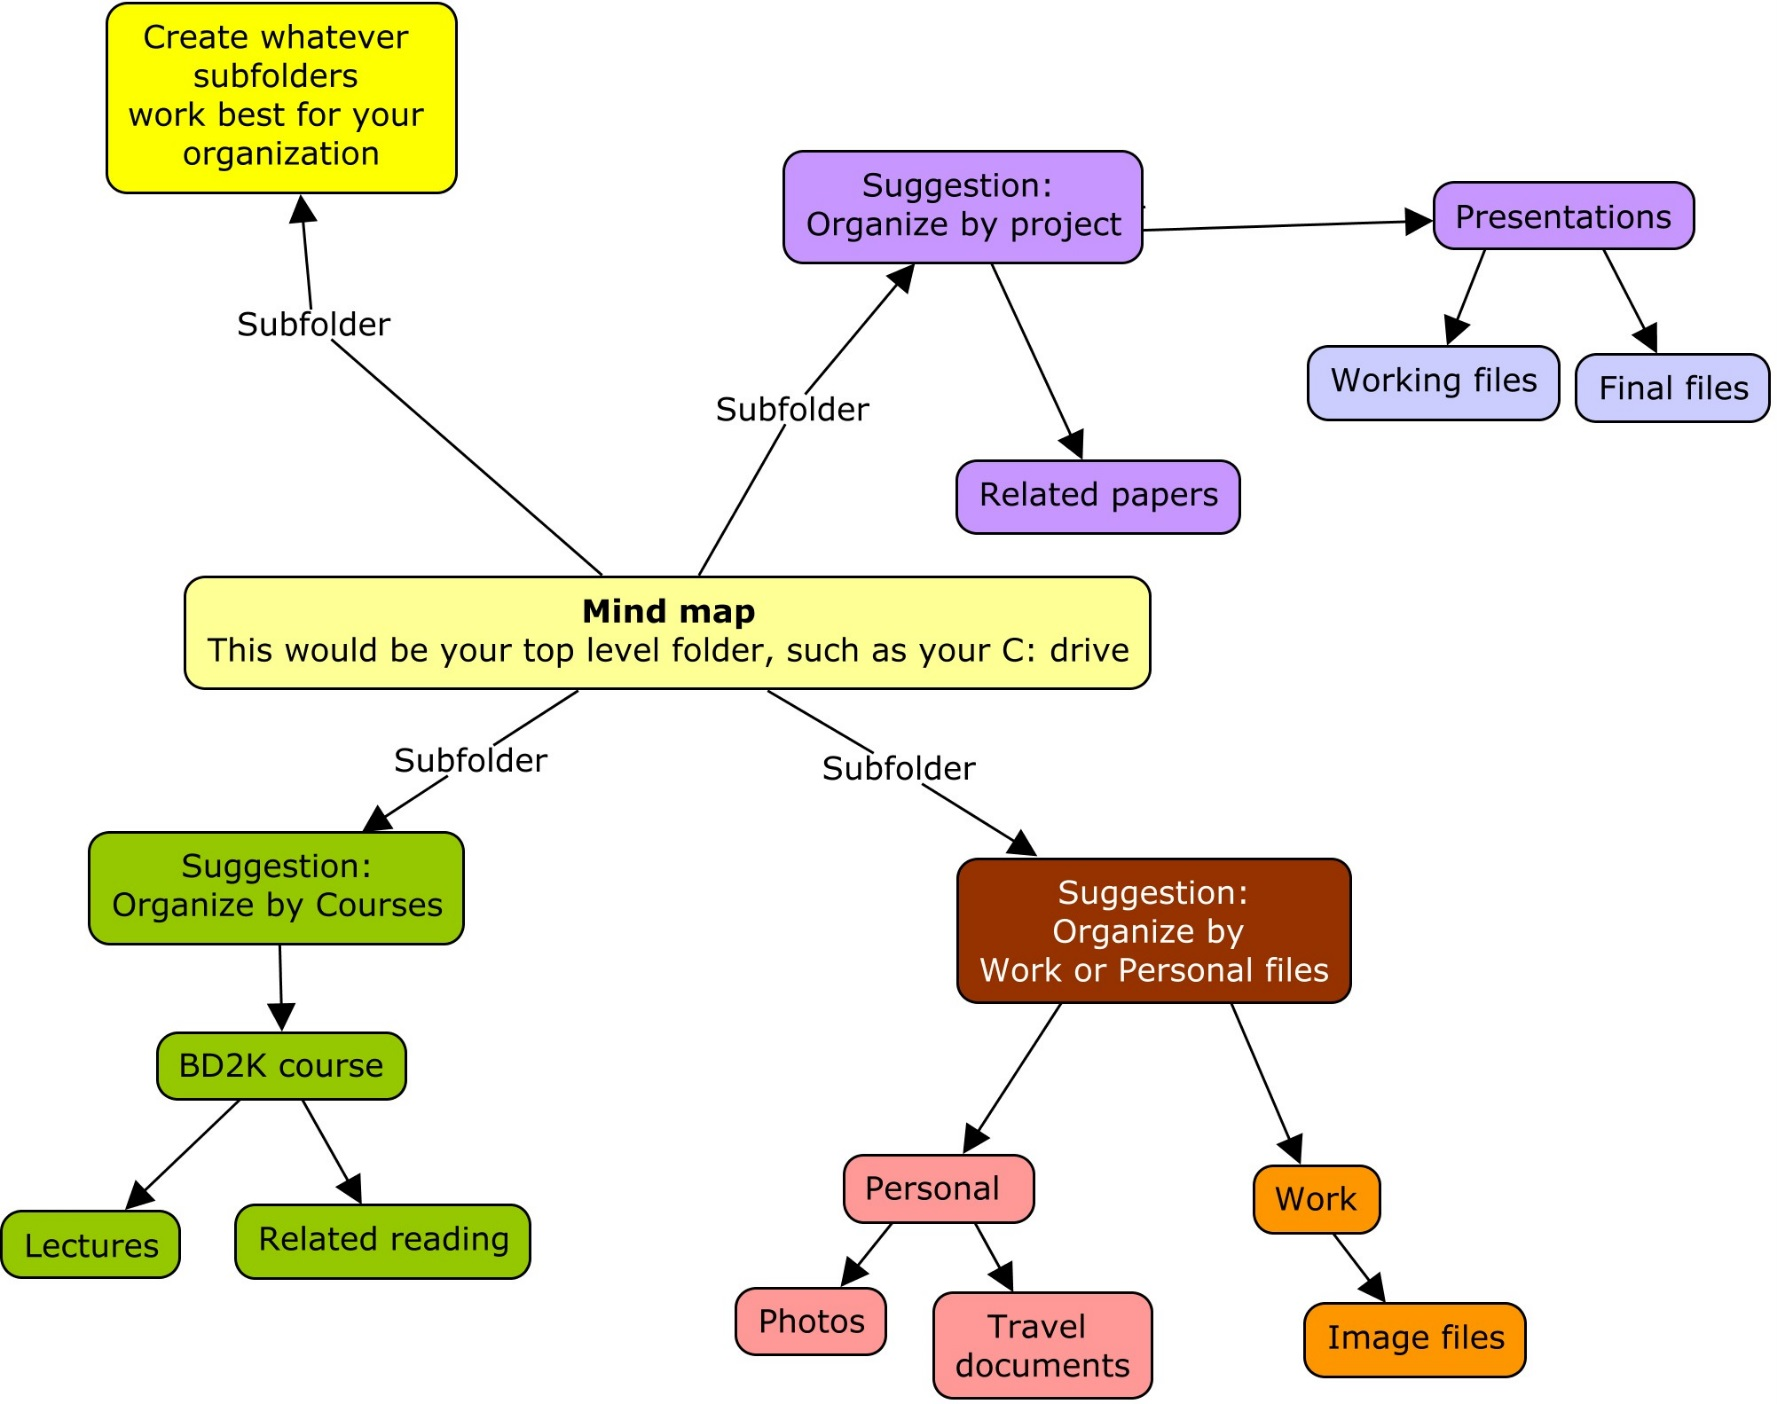 Create whatever
subfolders
work best for your
organization
Suggestion:
Organize by project
Presentations
Subfolder
Working files
Final files
Subfolder
Related papers
Mind map
This would be your top level folder, such as your C: drive
Subfolder
Subfolder
Suggestion:
Organize by Courses
Suggestion:
Organize by
Work or Personal files
BD2K course
Personal
Work
Lectures
Related reading
Photos
Travel
documents
Image files